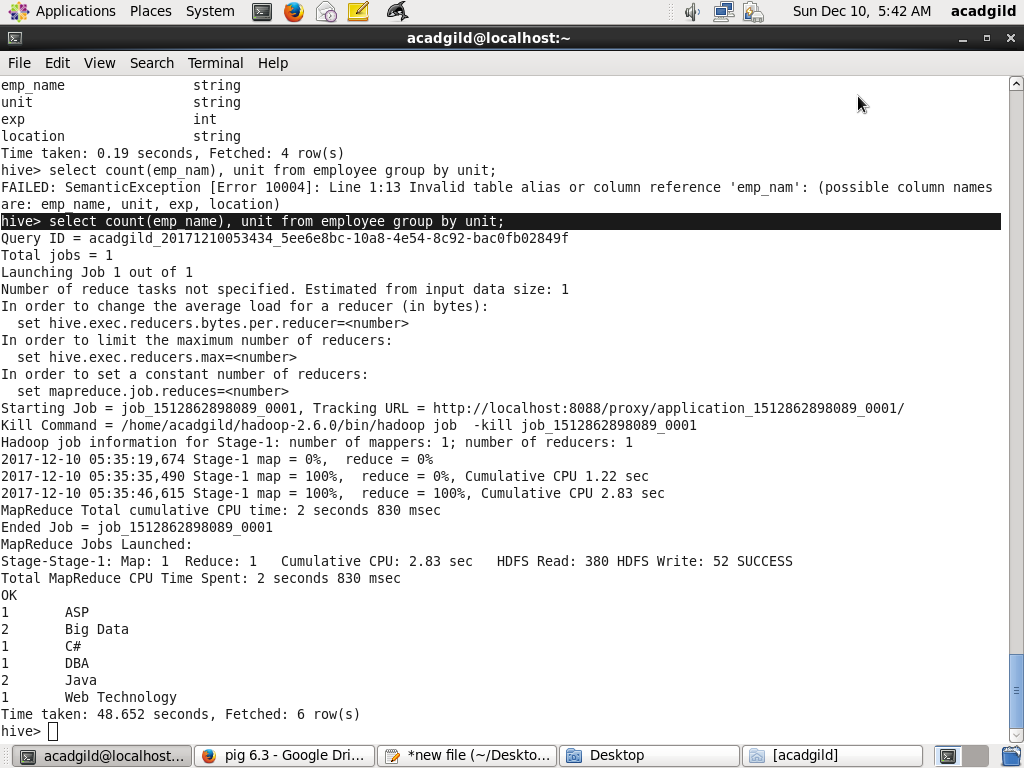 Applications Places System Sun Dec 10, 5:42 AM acadgild
acadgild@localhost:~
File Edit View Search Terminal Help
emp_name                string
unit                    string
exp                     int
location                string
Time taken: 0.19 seconds, Fetched: 4 row(s)
hive> select count(emp_nam), unit from employee group by unit;
FAILED: SemanticException [Error 10004]: Line 1:13 Invalid table alias or column reference 'emp_nam': (possible column names
are: emp_name, unit, exp, location)
hive> select count(emp_name), unit from employee group by unit;
Query ID = acadgild_20171210053434_5ee6e8bc-10a8-4e54-8c92-bac0fb02849f
Total jobs = 1
Launching Job 1 out of 1
Number of reduce tasks not specified. Estimated from input data size: 1
In order to change the average load for a reducer (in bytes):
  set hive.exec.reducers.bytes.per.reducer=<number>
In order to limit the maximum number of reducers:
  set hive.exec.reducers.max=<number>
In order to set a constant number of reducers:
  set mapreduce.job.reduces=<number>
Starting Job = job_1512862898089_0001, Tracking URL = http://localhost:8088/proxy/application_1512862898089_0001/
Kill Command = /home/acadgild/hadoop-2.6.0/bin/hadoop job  -kill job_1512862898089_0001
Hadoop job information for Stage-1: number of mappers: 1; number of reducers: 1
2017-12-10 05:35:19,674 Stage-1 map = 0%,  reduce = 0%
2017-12-10 05:35:35,490 Stage-1 map = 100%,  reduce = 0%, Cumulative CPU 1.22 sec
2017-12-10 05:35:46,615 Stage-1 map = 100%,  reduce = 100%, Cumulative CPU 2.83 sec
MapReduce Total cumulative CPU time: 2 seconds 830 msec
Ended Job = job_1512862898089_0001
MapReduce Jobs Launched:
Stage-Stage-1: Map: 1  Reduce: 1   Cumulative CPU: 2.83 sec   HDFS Read: 380 HDFS Write: 52 SUCCESS
Total MapReduce CPU Time Spent: 2 seconds 830 msec
OK
1       ASP
2       Big Data
1       C#
1       DBA
2       Java
1       Web Technology
Time taken: 48.652 seconds, Fetched: 6 row(s)
hive>
acadgild@localhost... pig 6.3 - Google Dri... *new file (~/Deskto... Desktop [acadgild]